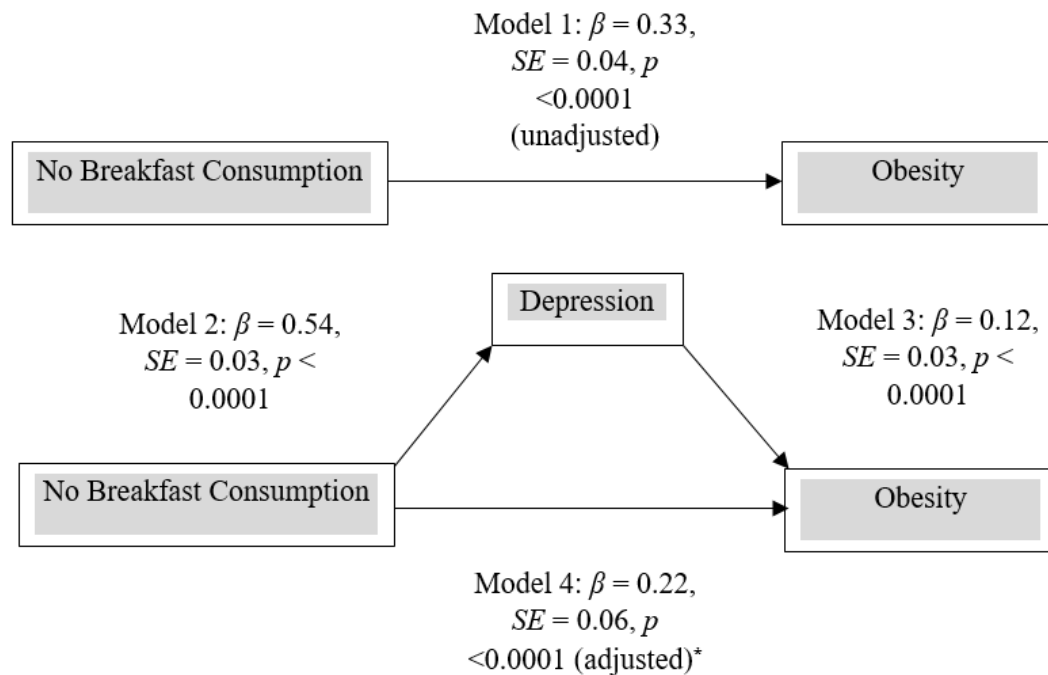 Model 1: β = 0.33,
SE = 0.04, p
<0.0001
(unadjusted)
No Breakfast Consumption
Obesity
Depression
Model 2: β = 0.54,
SE = 0.03, p <
0.0001
Model 3: β = 0.12,
SE = 0.03, p <
0.0001
No Breakfast Consumption
Obesity
Model 4: β = 0.22,
SE = 0.06, p
<0.0001 (adjusted)*